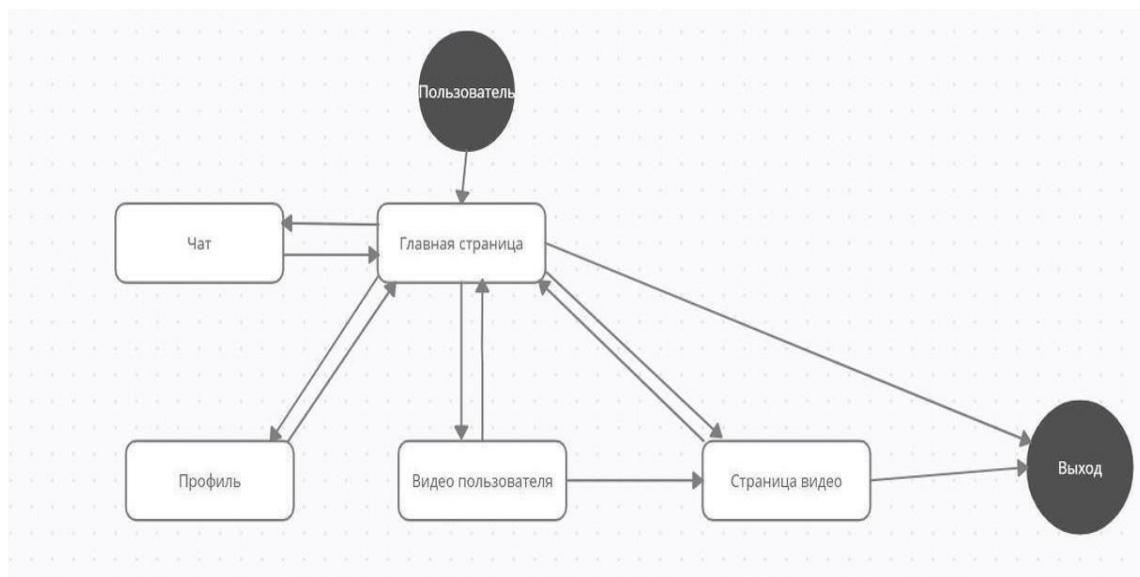 Пользователь
Чат
Главная страница
Профиль
Видео пользователя
Страница видео
Выход